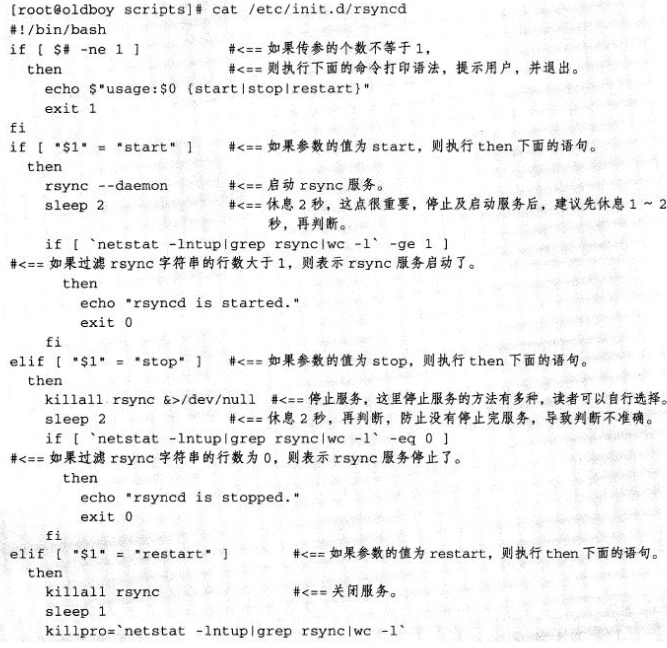 [root@oldboy scripts]# cat /etc/init.d/rsyncd
#!/bin/bash
if [ $# -ne 1 ]            #<== 如果传参的个数不等于 1,
  then                     #<== 则执行下面的命令打印语法，提示用户，并退出。
    echo $"usage:$0 {start|stop|restart}"
    exit 1
fi
if [ "$1" = "start" ]      #<== 如果参数的值为 start，则执行 then 下面的语句。
  then
    rsync --daemon         #<== 启动 rsync 服务。
    sleep 2                #<== 休息 2 秒，这点很重要，停止及启动服务后，建议先休息 1 ~ 2
                                秒，再判断。
    if [ `netstat -lntup|grep rsync|wc -l` -ge 1 ]
#<== 如果过滤 rsync 字符串的行数大于 1，则表示 rsync 服务启动了。
      then
        echo "rsyncd is started."
        exit 0
    fi
elif [ "$1" = "stop" ]     #<== 如果参数的值为 stop，则执行 then 下面的语句。
  then
    killall rsync &>/dev/null  #<== 停止服务，这里停止服务的方法有多种，读者可以自行选择。
    sleep 2                #<== 休息 2 秒，再判断，防止没有停止完服务，导致判断不准确。
    if [ `netstat -lntup|grep rsync|wc -l` -eq 0 ]
#<== 如果过滤 rsync 字符串的行数为 0，则表示 rsync 服务停止了。
      then
        echo "rsyncd is stopped."
        exit 0
    fi
elif [ "$1" = "restart" ]         #<== 如果参数的值为 restart，则执行 then 下面的语句。
  then
    killall rsync                 #<== 关闭服务。
    sleep 1
    killpro=`netstat -lntup|grep rsync|wc -l`